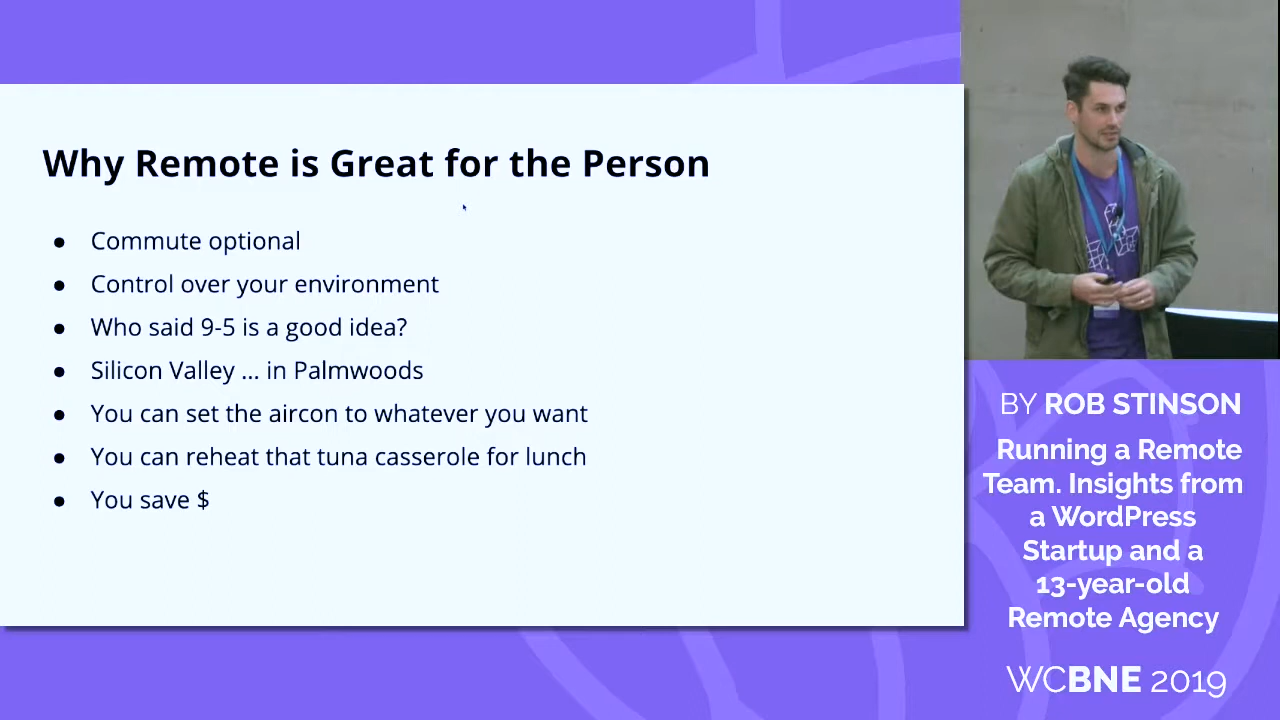 Why Remote is Great for the Person
● Commute optional
● Control over your environment
● Who said 9-5 is a good idea?
● Silicon Valley ... in Palmwoods
● You can set the aircon to whatever you want
● You can reheat that tuna casserole for lunch
● You save $
BY ROB STINSON
Running a Remote
Team. Insights from
a WordPress
Startup and a
13-year-old
Remote Agency
WCBNE 2019